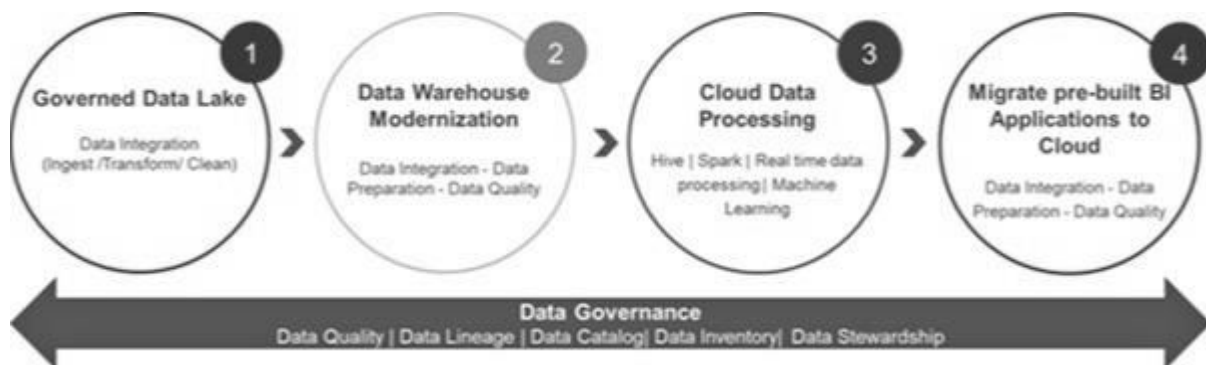 1
Governed Data Lake
Data Integration
(Ingest /Transform/ Clean)
2
Data Warehouse
Modernization
Data Integration - Data
Preparation - Data Quality
3
Cloud Data
Processing
Hive | Spark | Real time data
processing| Machine
Learning
4
Migrate pre-built BI
Applications to
Cloud
Data Integration - Data
Preparation - Data Quality
Data Governance
Data Quality | Data Lineage | Data Catalog| Data Inventory| Data Stewardship